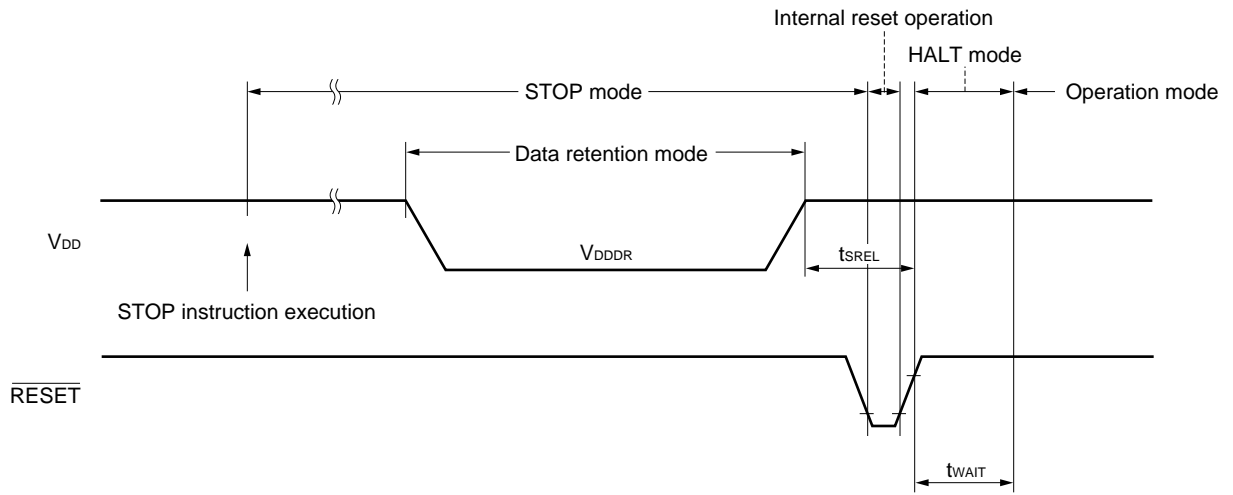 Internal reset operation
HALT mode
STOP mode
Operation mode
Data retention mode
VDD
VDDDR
tSREL
STOP instruction execution
RESET
tWAIT